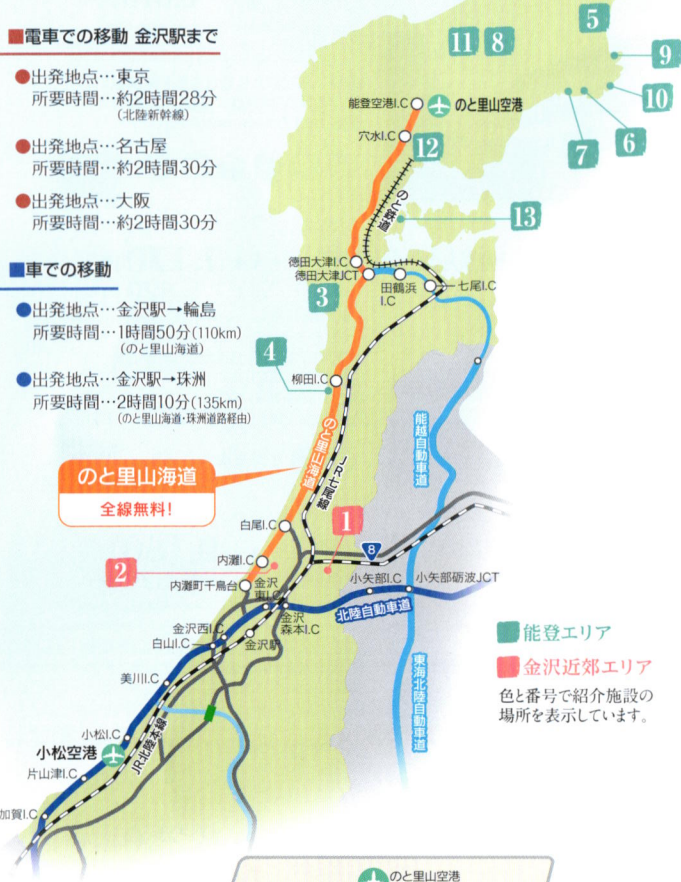 ■電車での移動 金沢駅まで
●出発地点…東京
所要時間…約2時間28分
(北陸新幹線)
●出発地点…名古屋
所要時間…約2時間30分
●出発地点…大阪
所要時間…約2時間30分
■車での移動
●出発地点…金沢駅→輪島
所要時間…1時間50分(110km)
(のと里山海道)
●出発地点…金沢駅→珠洲
所要時間…2時間10分(135km)
(のと里山海道・珠洲道路経由)
のと里山海道
全線無料!
5
11
8
9
10
6
7
能登空港I.C
のと里山空港
穴水I.C
12
のと鉄道
13
徳田大津I.C
徳田大津JCT
田鶴浜
I.C
七尾I.C
3
4
柳田I.C
のと里山海道
JR七尾線
能越自動車道
白尾I.C
1
8
内灘I.C
2
内灘町千鳥台
金沢
東I.C
小矢部I.C
小矢部砺波JCT
北陸自動車道
金沢
森本I.C
金沢西I.C
白山I.C
金沢駅
美川I.C
東海北陸自動車道
小松I.C
小松空港
JR北陸本線
片山津I.C
加賀I.C
■能登エリア
■金沢近郊エリア
色と番号で紹介施設の
場所を表示しています。
のと里山空港